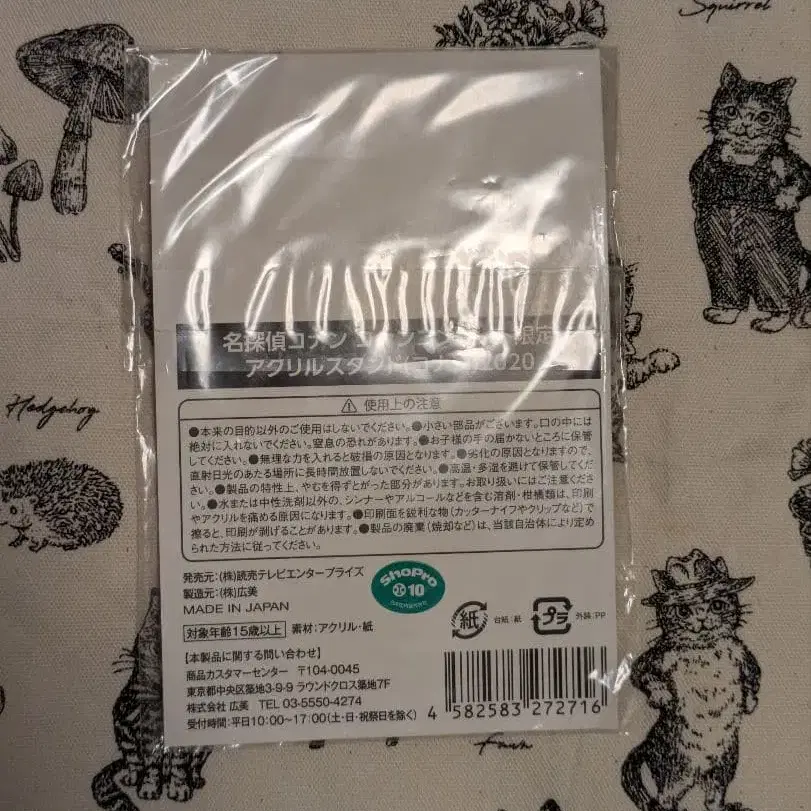 Squirrel
Hedgehog
名探偵コナン 限定
アクリルスタンド 2020
使用上の注意
●本来の目的以外のご使用はしないでください。●小さい部品がございます。口の中には
絶対に入れないでください。窒息の恐れがあります。●お子様の手の届かないところに保管
してください。●無理な力を入れると破損の原因となります。●劣化の原因となりますので、
直射日光のあたる場所に長時間放置しないでください。●高温・多湿を避けて保管してくだ
さい。●製品の特性上、やむを得ずとがった部分があります。お取り扱いにはご注意くださ
い。●水または中性洗剤以外の、シンナーやアルコールなどを含む溶剤・柑橘類は、印刷
やアクリルを痛める原因になります。●印刷面を鋭利な物(カッターナイフやクリップなど)で
擦ると、印刷が剥げることがあります。●製品の廃棄(焼却など)は、当該自治体により定め
られた方法に従ってください。
発売元:(株)読売テレビエンタープライズ
製造元:(株)広美
MADE IN JAPAN
ShoPro
10
対象年齢15歳以上 素材:アクリル・紙
紙 台紙:紙 プラ 外装:PP
【本製品に関する問い合わせ】
商品カスタマーセンター 〒104-0045
東京都中央区築地3-9-9 ラウンドクロス築地7F
株式会社 広美 TEL 03-5550-4274
受付時間:平日10:00〜17:00(土・日・祝祭日を除く)
4 582583 272716